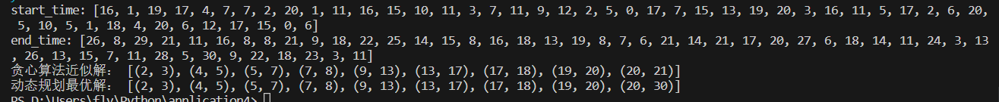 start_time: [16, 1, 19, 17, 4, 7, 7, 2, 20, 1, 11, 16, 15, 10, 11, 3, 7, 11, 9, 12, 2, 5, 0, 17, 7, 15, 13, 19, 20, 3, 16, 11, 5, 17, 2, 6, 20,
5, 10, 5, 1, 18, 4, 20, 6, 12, 17, 15, 0, 6]
end_time: [26, 8, 29, 21, 11, 16, 8, 8, 21, 9, 18, 22, 25, 14, 15, 8, 16, 18, 13, 19, 8, 7, 6, 21, 14, 21, 17, 20, 27, 6, 18, 14, 11, 24, 3, 13
, 26, 13, 15, 7, 11, 28, 5, 30, 9, 22, 18, 23, 3, 11]
贪心算法近似解： [(2, 3), (4, 5), (5, 7), (7, 8), (9, 13), (13, 17), (17, 18), (19, 20), (20, 21)]
动态规划最优解： [(2, 3), (4, 5), (5, 7), (7, 8), (9, 13), (13, 17), (17, 18), (19, 20), (20, 30)]
PS D:\Users\fly\Python\application4>